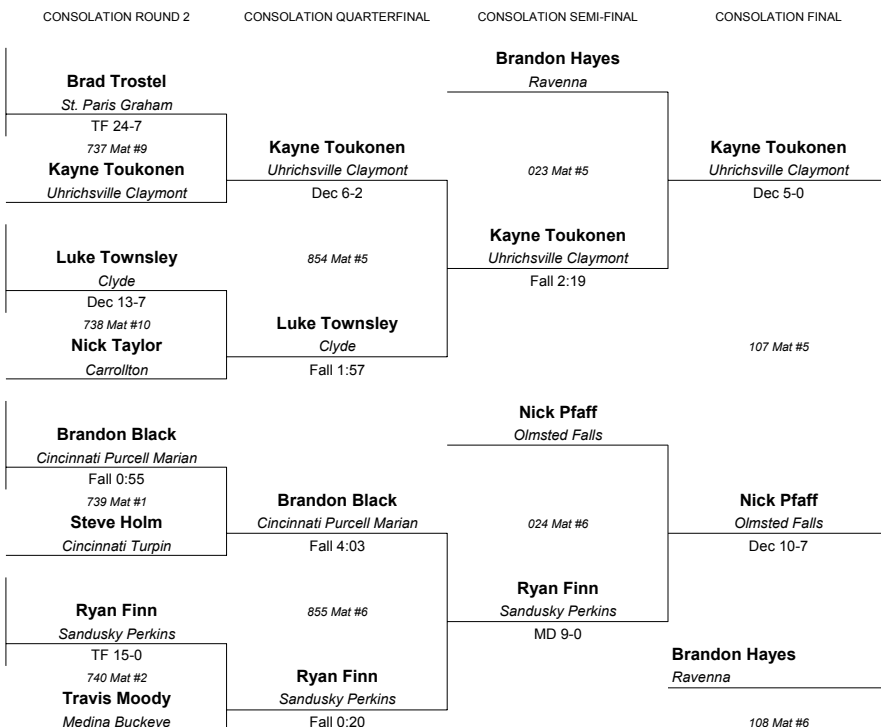 CONSOLATION ROUND 2 CONSOLATION QUARTERFINAL CONSOLATION SEMI-FINAL CONSOLATION FINAL
Brad Trostel
St. Paris Graham
TF 24-7
737 Mat #9
Kayne Toukonen
Uhrichsville Claymont
Luke Townsley
Clyde
Dec 13-7
738 Mat #10
Nick Taylor
Carrollton
Brandon Black
Cincinnati Purcell Marian
Fall 0:55
739 Mat #1
Steve Holm
Cincinnati Turpin
Ryan Finn
Sandusky Perkins
TF 15-0
740 Mat #2
Travis Moody
Medina Buckeye
Kayne Toukonen
Uhrichsville Claymont
Dec 6-2
854 Mat #5
Luke Townsley
Clyde
Fall 1:57
Brandon Black
Cincinnati Purcell Marian
Fall 4:03
855 Mat #6
Ryan Finn
Sandusky Perkins
Fall 0:20
Brandon Hayes
Ravenna
023 Mat #5
Kayne Toukonen
Uhrichsville Claymont
Fall 2:19
Nick Pfaff
Olmsted Falls
024 Mat #6
Ryan Finn
Sandusky Perkins
MD 9-0
Kayne Toukonen
Uhrichsville Claymont
Dec 5-0
107 Mat #5
Nick Pfaff
Olmsted Falls
Dec 10-7
Brandon Hayes
Ravenna
108 Mat #6